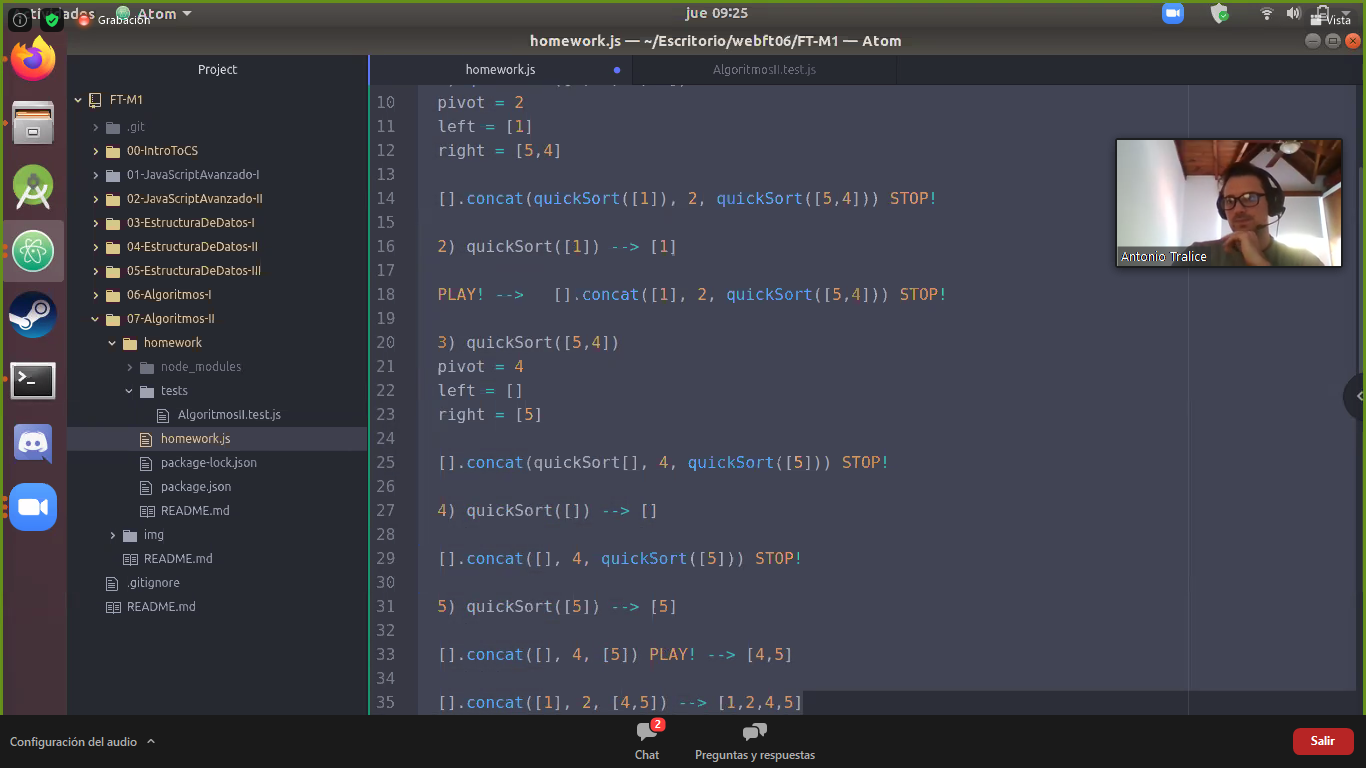 Actividades
Atom
Grabación
jue 09:25
Vista
homework.js — ~/Escritorio/webft06/FT-M1 — Atom
Project
homework.js
AlgoritmosII.test.js
FT-M1
.git
00-IntroToCS
01-JavaScriptAvanzado-I
02-JavaScriptAvanzado-II
03-EstructuraDeDatos-I
04-EstructuraDeDatos-II
05-EstructuraDeDatos-III
06-Algoritmos-I
07-Algoritmos-II
homework
node_modules
tests
AlgoritmosII.test.js
homework.js
package-lock.json
package.json
README.md
img
README.md
.gitignore
README.md
10 pivot = 2
11 left = [1]
12 right = [5,4]
13
14 [].concat(quickSort([1]), 2, quickSort([5,4])) STOP!
15
16 2) quickSort([1]) --> [1]
17
18 PLAY! --> [].concat([1], 2, quickSort([5,4])) STOP!
19
20 3) quickSort([5,4])
21 pivot = 4
22 left = []
23 right = [5]
24
25 [].concat(quickSort[], 4, quickSort([5])) STOP!
26
27 4) quickSort([]) --> []
28
29 [].concat([], 4, quickSort([5])) STOP!
30
31 5) quickSort([5]) --> [5]
32
33 [].concat([], 4, [5]) PLAY! --> [4,5]
34
35 [].concat([1], 2, [4,5]) --> [1,2,4,5]
Antonio Tralice
Configuración del audio
2
Chat
Preguntas y respuestas
Salir